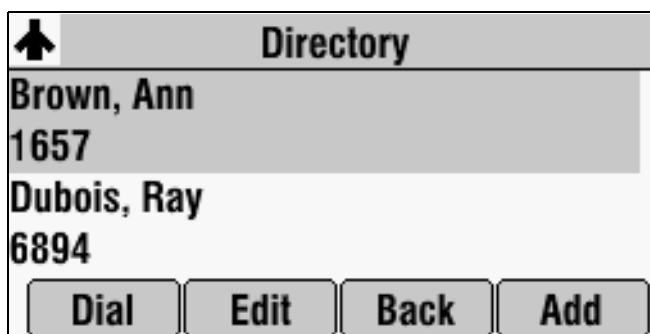 Directory
Brown, Ann
1657
Dubois, Ray
6894
Dial Edit Back Add